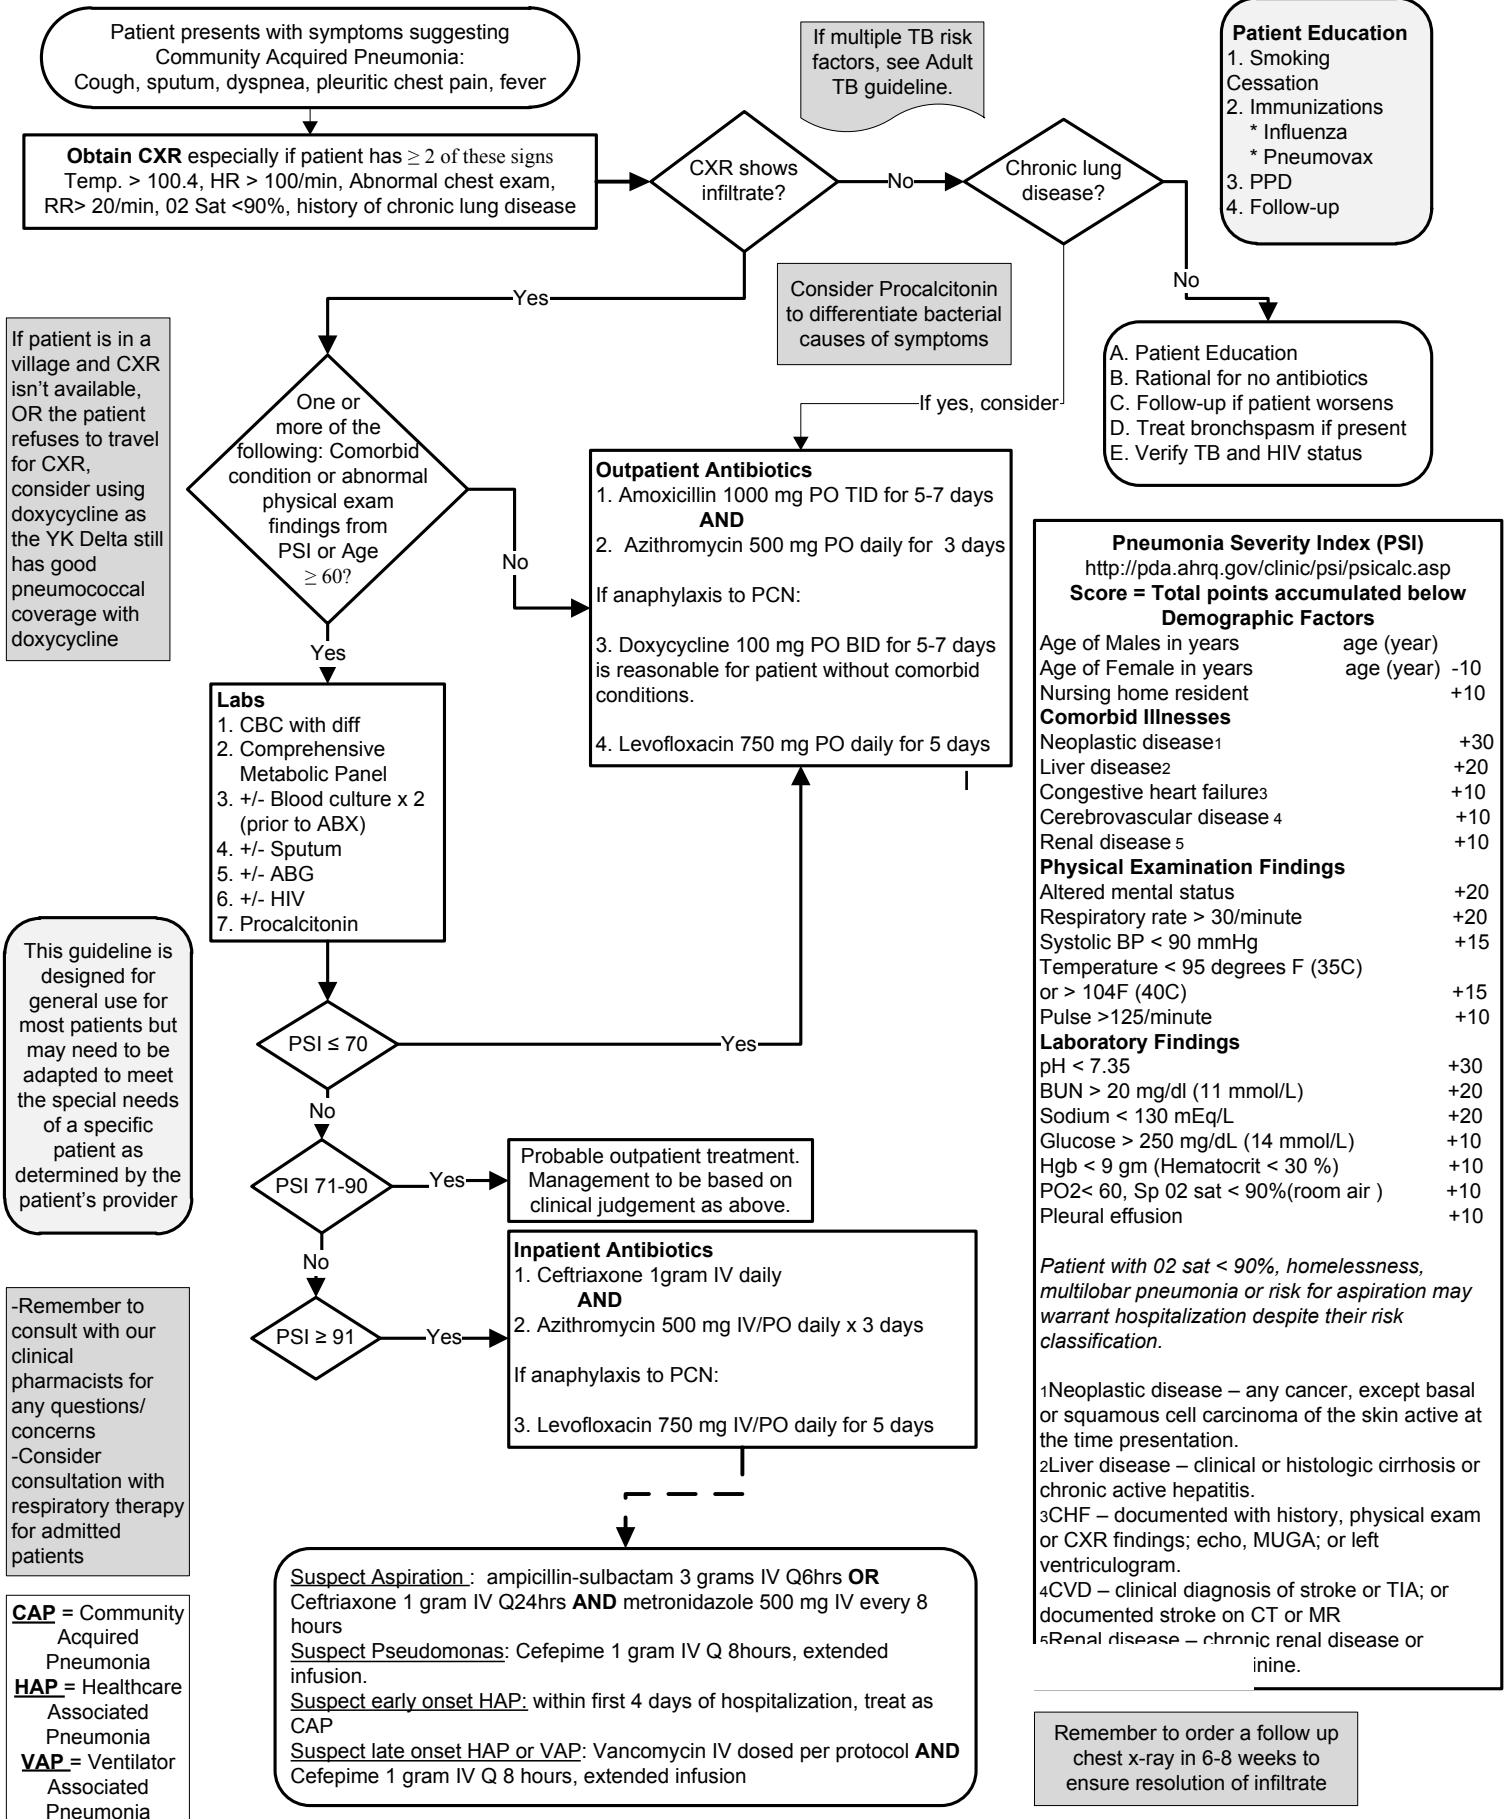 Patient presents with symptoms suggesting
Community Acquired Pneumonia:
Cough, sputum, dyspnea, pleuritic chest pain, fever
If multiple TB risk
factors, see Adult
TB guideline.
Patient Education
1. Smoking
Cessation
2. Immunizations
* Influenza
* Pneumovax
3. PPD
4. Follow-up
Obtain CXR especially if patient has ≥ 2 of these signs
Temp. > 100.4, HR > 100/min, Abnormal chest exam,
RR> 20/min, 02 Sat <90%, history of chronic lung disease
CXR shows
infiltrate?
No
Chronic lung
disease?
No
Yes
Consider Procalcitonin
to differentiate bacterial
causes of symptoms
If yes, consider
A. Patient Education
B. Rational for no antibiotics
C. Follow-up if patient worsens
D. Treat bronchspasm if present
E. Verify TB and HIV status
If patient is in a
village and CXR
isn't available,
OR the patient
refuses to travel
for CXR,
consider using
doxycycline as
the YK Delta still
has good
pneumococcal
coverage with
doxycycline
One or
more of the
following: Comorbid
condition or abnormal
physical exam
findings from
PSI or Age
≥ 60?
No
Yes
Outpatient Antibiotics
1. Amoxicillin 1000 mg PO TID for 5-7 days
AND
2. Azithromycin 500 mg PO daily for 3 days
If anaphylaxis to PCN:
3. Doxycycline 100 mg PO BID for 5-7 days
is reasonable for patient without comorbid
conditions.
4. Levofloxacin 750 mg PO daily for 5 days
Labs
1. CBC with diff
2. Comprehensive
Metabolic Panel
3. +/- Blood culture x 2
(prior to ABX)
4. +/- Sputum
5. +/- ABG
6. +/- HIV
7. Procalcitonin
This guideline is
designed for
general use for
most patients but
may need to be
adapted to meet
the special needs
of a specific
patient as
determined by the
patient's provider
PSI ≤ 70
Yes
No
PSI 71-90
Yes
Probable outpatient treatment.
Management to be based on
clinical judgement as above.
No
PSI ≥ 91
Yes
Inpatient Antibiotics
1. Ceftriaxone 1gram IV daily
AND
2. Azithromycin 500 mg IV/PO daily x 3 days
If anaphylaxis to PCN:
3. Levofloxacin 750 mg IV/PO daily for 5 days
-Remember to
consult with our
clinical
pharmacists for
any questions/
concerns
-Consider
consultation with
respiratory therapy
for admitted
patients
CAP = Community
Acquired
Pneumonia
HAP = Healthcare
Associated
Pneumonia
VAP = Ventilator
Associated
Pneumonia
Suspect Aspiration : ampicillin-sulbactam 3 grams IV Q6hrs OR
Ceftriaxone 1 gram IV Q24hrs AND metronidazole 500 mg IV every 8
hours
Suspect Pseudomonas: Cefepime 1 gram IV Q 8hours, extended
infusion.
Suspect early onset HAP: within first 4 days of hospitalization, treat as
CAP
Suspect late onset HAP or VAP: Vancomycin IV dosed per protocol AND
Cefepime 1 gram IV Q 8 hours, extended infusion
Pneumonia Severity Index (PSI)
http://pda.ahrq.gov/clinic/psi/psicalc.asp
Score = Total points accumulated below
Demographic Factors
Age of Males in years age (year)
Age of Female in years age (year) -10
Nursing home resident +10
Comorbid Illnesses
Neoplastic disease1 +30
Liver disease2 +20
Congestive heart failure3 +10
Cerebrovascular disease 4 +10
Renal disease 5 +10
Physical Examination Findings
Altered mental status +20
Respiratory rate > 30/minute +20
Systolic BP < 90 mmHg +15
Temperature < 95 degrees F (35C)
or > 104F (40C) +15
Pulse >125/minute +10
Laboratory Findings
pH < 7.35 +30
BUN > 20 mg/dl (11 mmol/L) +20
Sodium < 130 mEq/L +20
Glucose > 250 mg/dL (14 mmol/L) +10
Hgb < 9 gm (Hematocrit < 30 %) +10
PO2< 60, Sp 02 sat < 90%(room air ) +10
Pleural effusion +10
Patient with 02 sat < 90%, homelessness,
multilobar pneumonia or risk for aspiration may
warrant hospitalization despite their risk
classification.
1Neoplastic disease – any cancer, except basal
or squamous cell carcinoma of the skin active at
the time presentation.
2Liver disease – clinical or histologic cirrhosis or
chronic active hepatitis.
3CHF – documented with history, physical exam
or CXR findings; echo, MUGA; or left
ventriculogram.
4CVD – clinical diagnosis of stroke or TIA; or
documented stroke on CT or MR
5Renal disease – chronic renal disease or
inine.
Remember to order a follow up
chest x-ray in 6-8 weeks to
ensure resolution of infiltrate